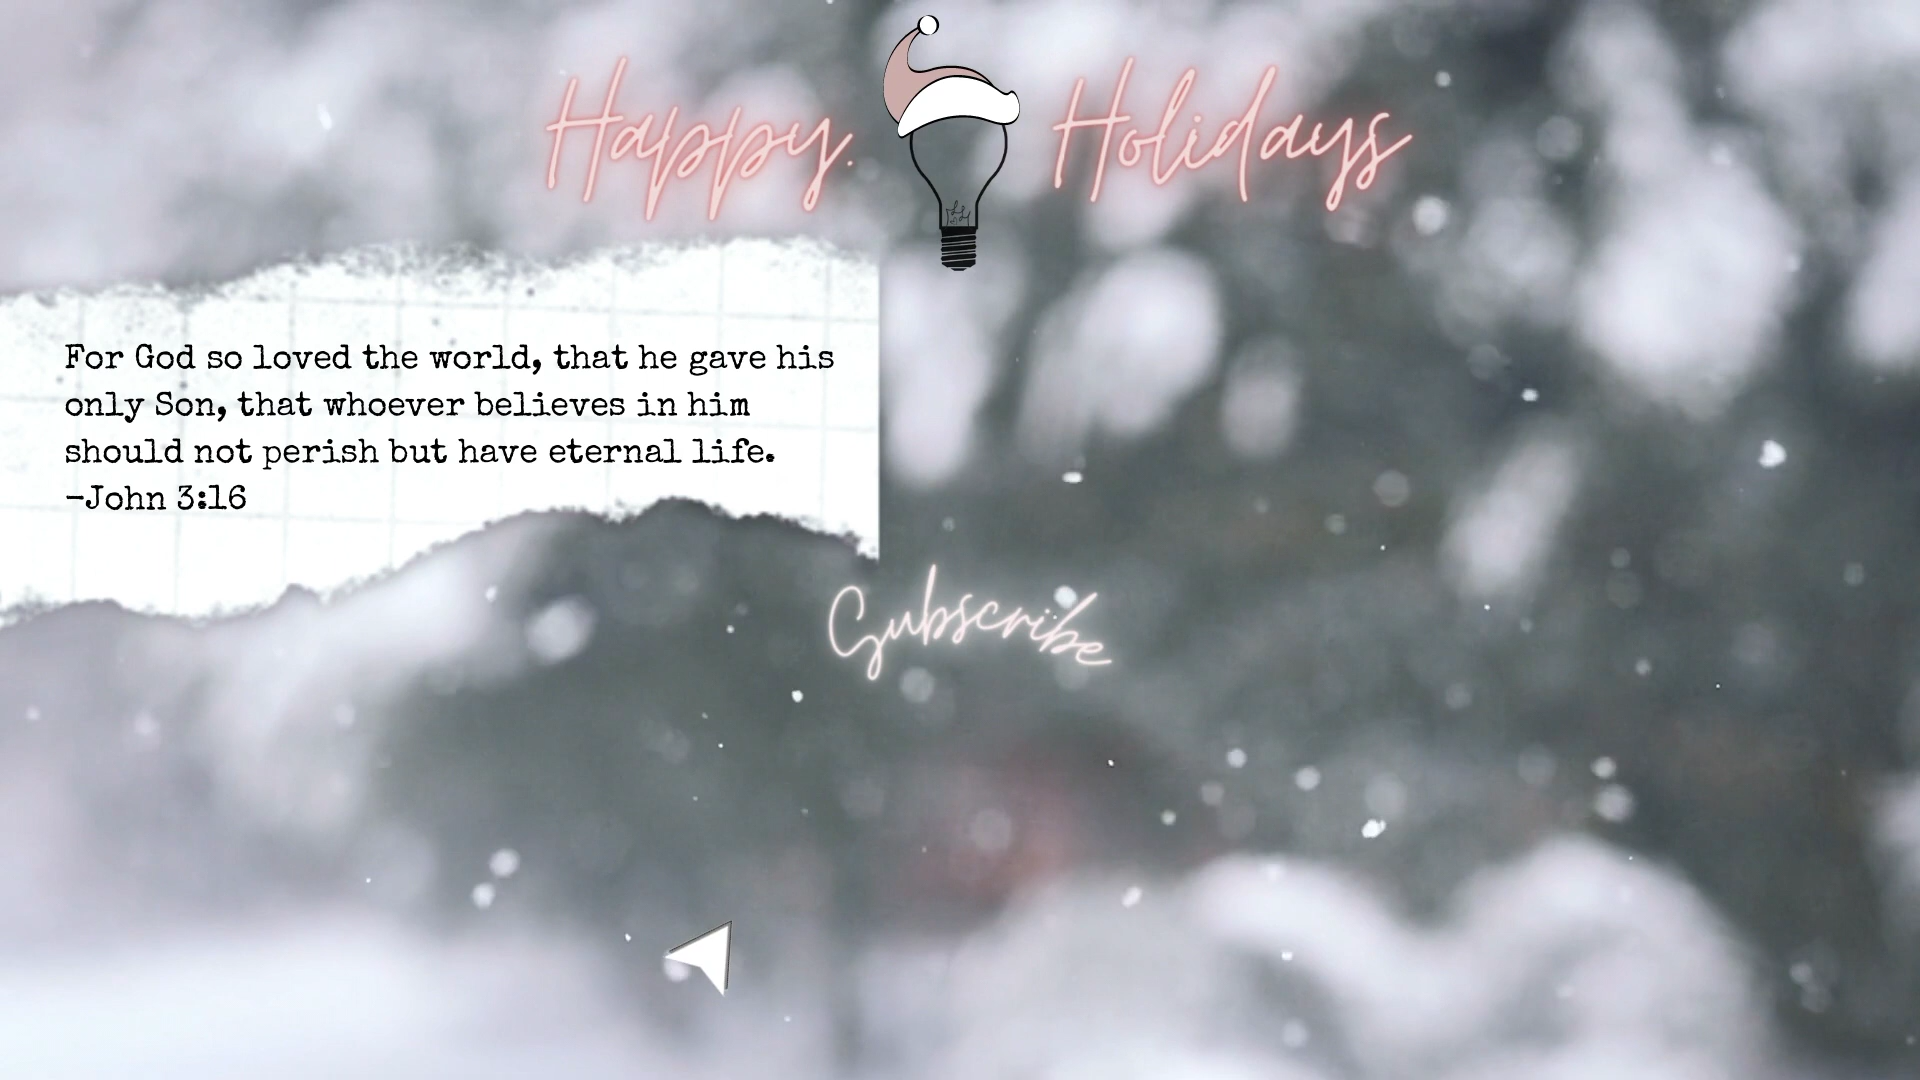 Happy. Holidays
For God so loved the world, that he gave his
only Son, that whoever believes in him
should not perish but have eternal life.
-John 3:16
Subscribe